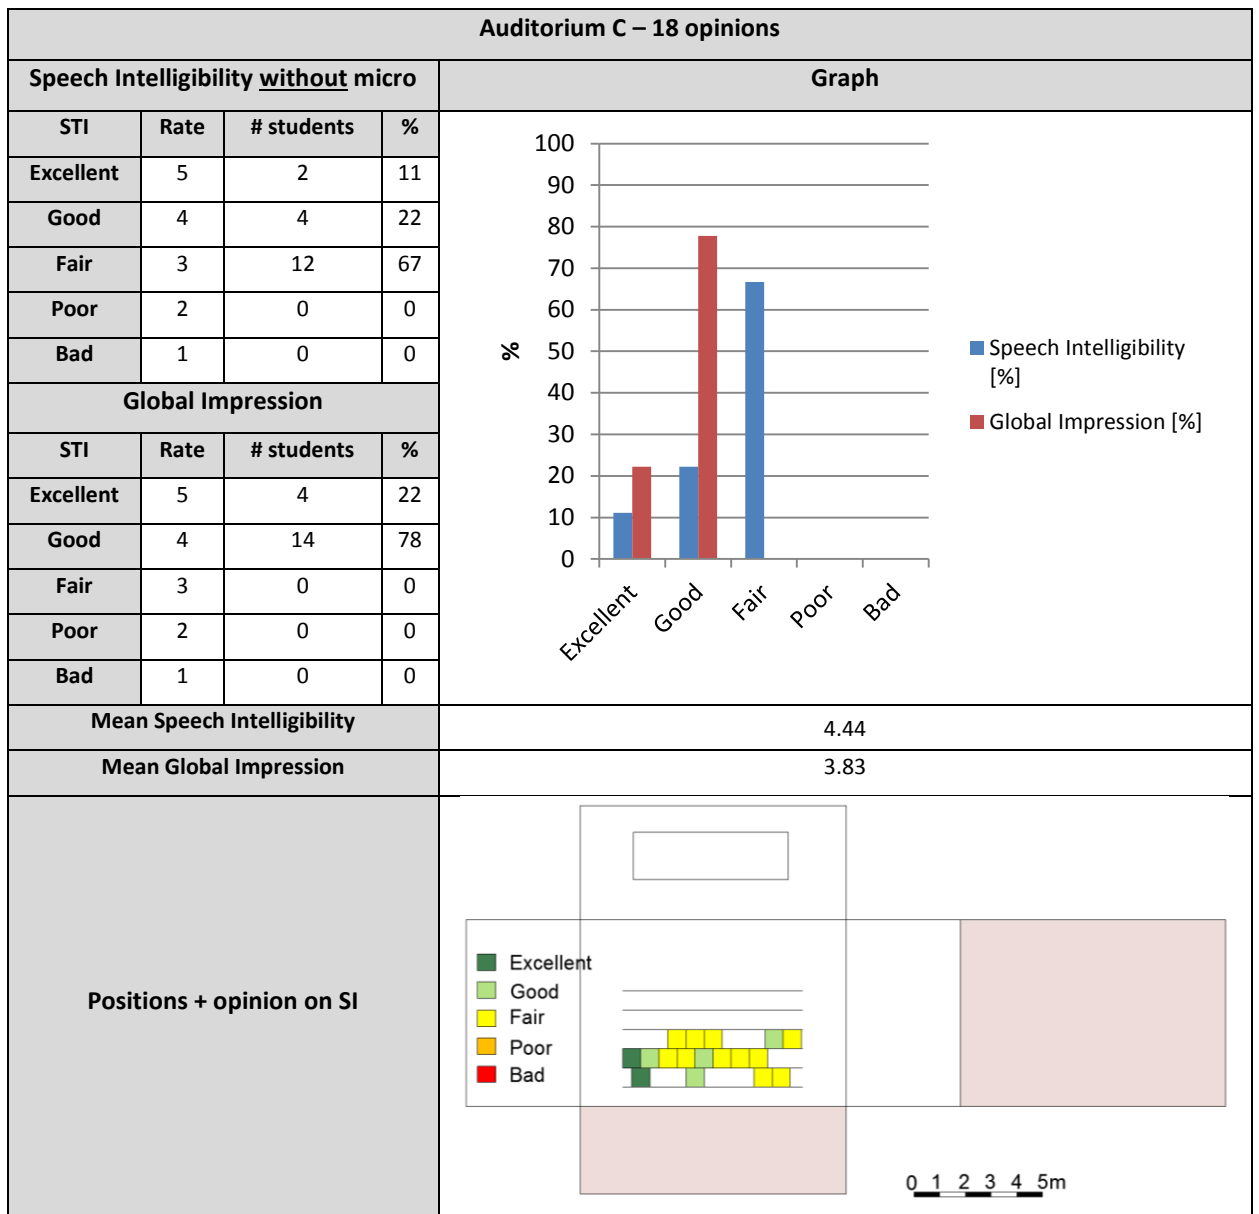 Auditorium C – 18 opinions
Speech Intelligibility without micro
Graph
STI Rate # students %
Excellent 5 2 11
Good 4 4 22
Fair 3 12 67
Poor 2 0 0
Bad 1 0 0
Global Impression
STI Rate # students %
Excellent 5 4 22
Good 4 14 78
Fair 3 0 0
Poor 2 0 0
Bad 1 0 0
100
90
80
70
60
50
40
30
20
10
0
%
Excellent
Good
Fair
Poor
Bad
Speech Intelligibility
[%]
Global Impression [%]
Mean Speech Intelligibility 4.44
Mean Global Impression 3.83
Positions + opinion on SI
Excellent
Good
Fair
Poor
Bad
0 1 2 3 4 5m